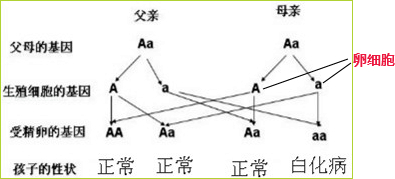 父亲 母亲
父母的基因 Aa Aa
卵细胞
生殖细胞的基因 A a A a
受精卵的基因 AA Aa Aa aa
孩子的性状 正常 正常 正常 白化病